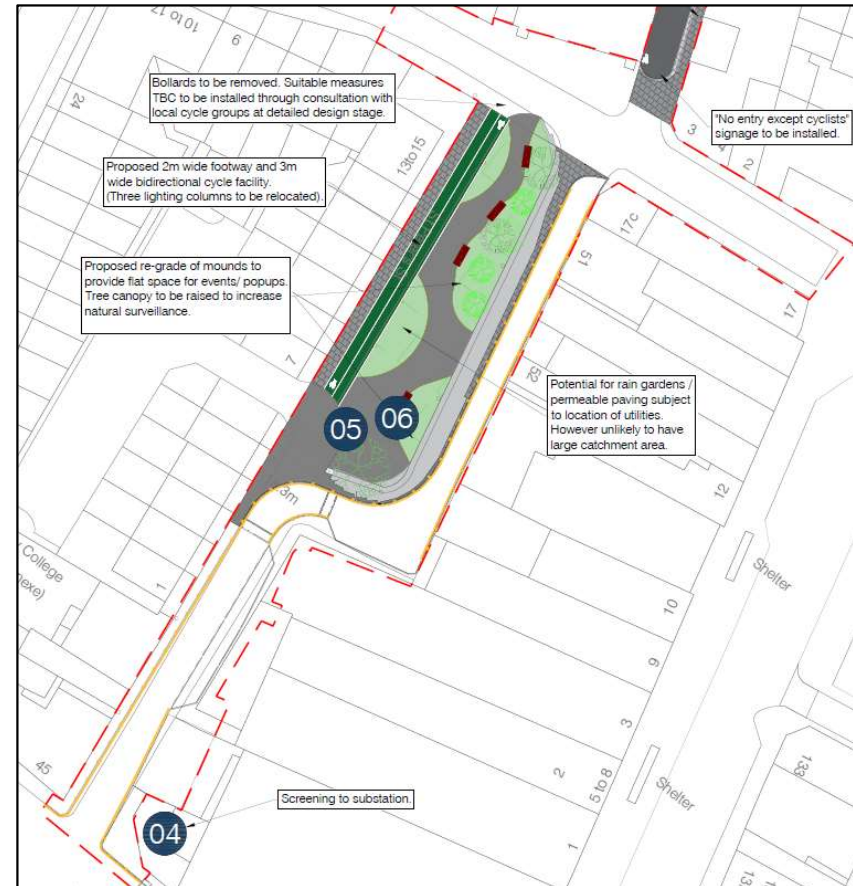 10 to 17
9
24
Bollards to be removed. Suitable measures
TBC to be installed through consultation with
local cycle groups at detailed design stage.
"No entry except cyclists"
signage to be installed.
3
4
2
13 to 15
Proposed 2m wide footway and 3m
wide bidirectional cycle facility.
(Three lighting columns to be relocated).
17c
51
17
Proposed re-grade of mounds to
provide flat space for events/ popups.
Tree canopy to be raised to increase
natural surveillance.
7
52
Potential for rain gardens /
permeable paving subject
to location of utilities.
However unlikely to have
large catchment area.
05
06
12
3m
College
1
Shelter
10
9
3
2
5 to 8
1
45
Shelter
133
Screening to substation.
04